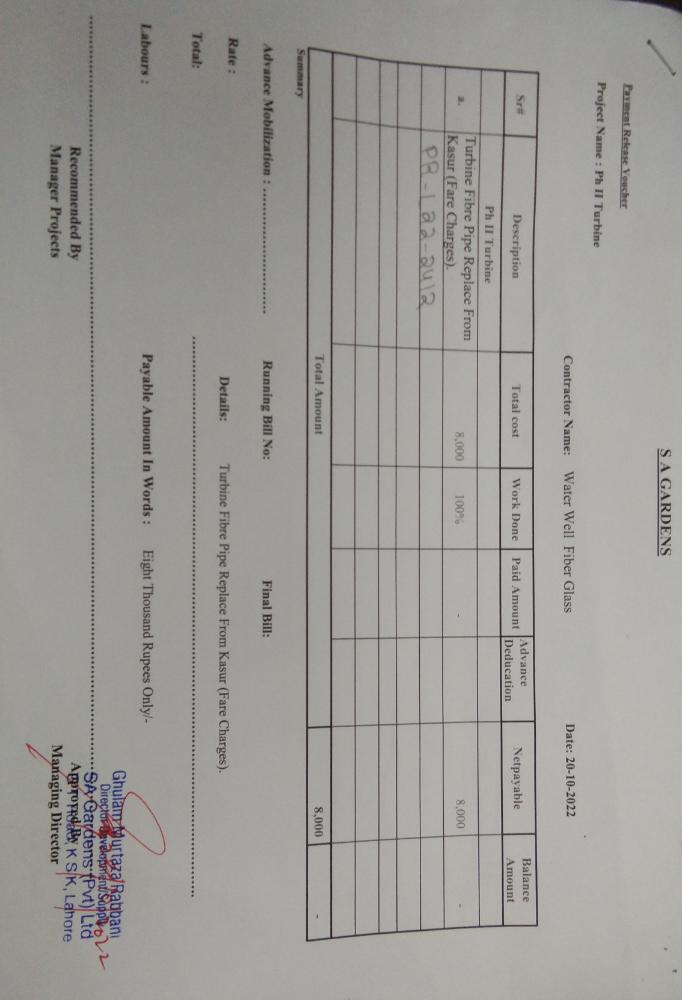 S A GARDENS
Payment Release Voucher
Project Name : Ph II Turbine
Contractor Name: Water Well Fiber Glass
Date: 20-10-2022
Sr# Description Total cost Work Done Paid Amount Advance Deducation Netpayable Balance Amount
Ph II Turbine
a. Turbine Fibre Pipe Replace From Kasur (Fare Charges). 8,000 100% - 8,000 -
PR-L22-2412
Total Amount 8,000 -
Summary
Advance Mobilization : .................... Running Bill No: Final Bill:
Rate : Details: Turbine Fibre Pipe Replace From Kasur (Fare Charges).
Total:
Labours : Payable Amount In Words : Eight Thousand Rupees Only/-
Recommended By
Manager Projects
Approved By
Managing Director
Ghulam Murtaza Rabbani
Director Development/Supply
SA Gardens (Pvt) Ltd
Road, K S K, Lahore